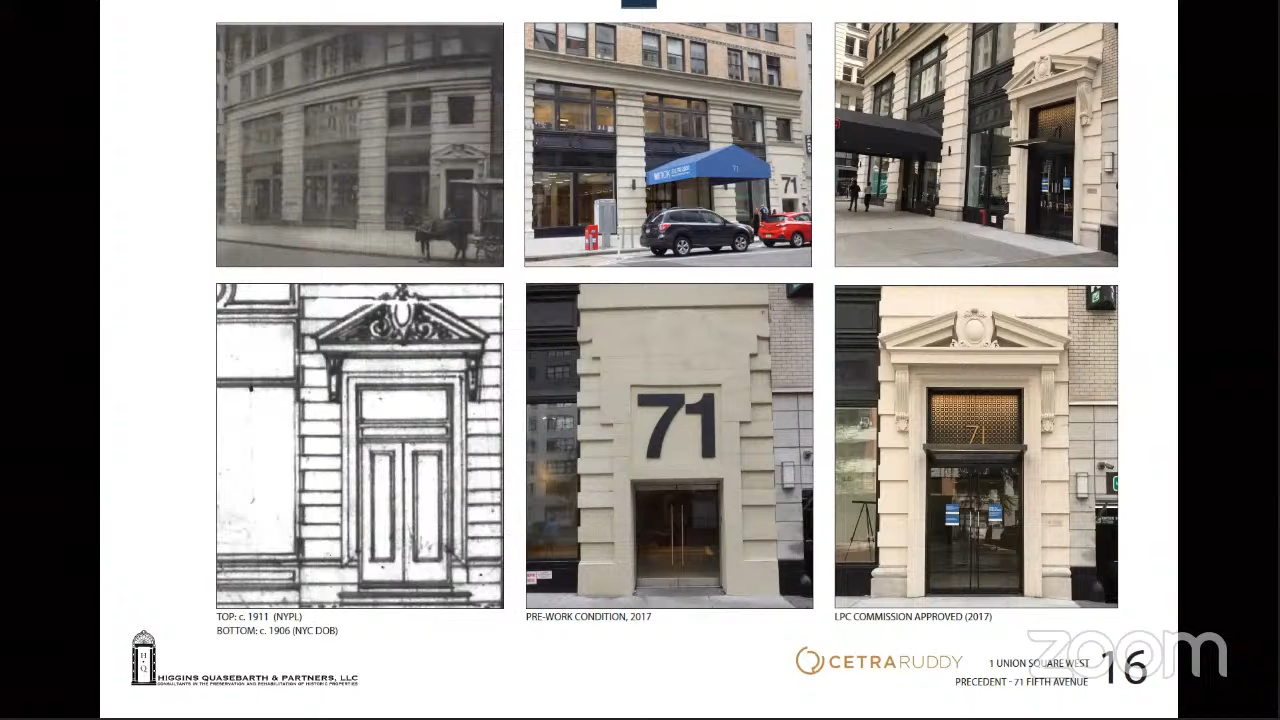 71
71
71
71
TOP: c. 1911 (NYPL)
BOTTOM: c. 1906 (NYC DOB)
PRE-WORK CONDITION, 2017
LPC COMMISSION APPROVED (2017)
H
Q
HIGGINS QUASEBARTH & PARTNERS, LLC
CONSULTANTS IN THE PRESERVATION AND REHABILITATION OF HISTORIC PROPERTIES
CETRARUDDY
1 UNION SQUARE WEST
PRECEDENT - 71 FIFTH AVENUE
16
zoom